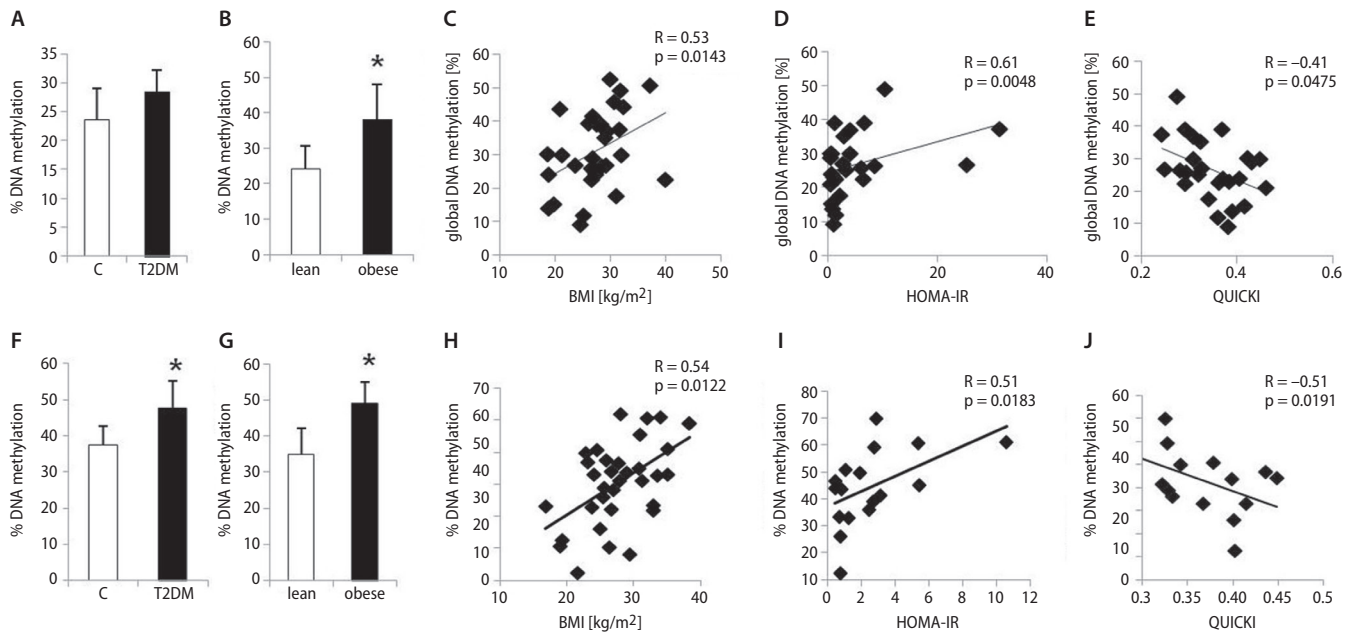 A
35
30
25
20
15
10
5
0
% DNA methylation
C
T2DM
B
60
50
40
30
20
10
0
% DNA methylation
*
lean
obese
C
R = 0.53
p = 0.0143
60
50
40
30
20
10
0
global DNA methylation [%]
10
20
30
40
50
BMI [kg/m2]
D
R = 0.61
p = 0.0048
60
50
40
30
20
10
0
global DNA methylation [%]
0
20
40
HOMA-IR
E
R = –0.41
p = 0.0475
60
50
40
30
20
10
0
global DNA methylation [%]
0.2
0.4
0.6
QUICKI
F
60
50
40
30
20
10
0
% DNA methylation
*
C
T2DM
G
60
50
40
30
20
10
0
% DNA methylation
*
lean
obese
H
R = 0.54
p = 0.0122
70
60
50
40
30
20
10
0
% DNA methylation
10
20
30
40
BMI [kg/m2]
I
R = 0.51
p = 0.0183
80
70
60
50
40
30
20
10
% DNA methylation
0
2
4
6
8
10
12
HOMA-IR
J
R = –0.51
p = 0.0191
60
50
40
30
20
10
0
% DNA methylation
0.3
0.35
0.40
0.45
0.5
QUICKI